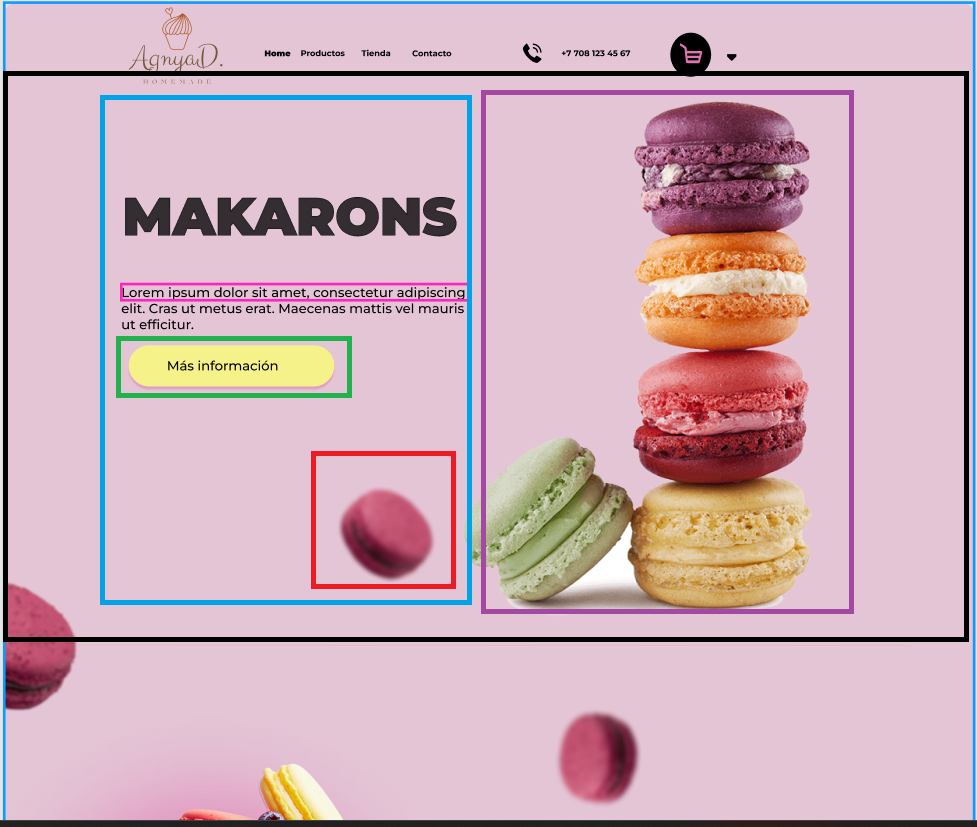 AgnyaD.
HOMEMADE
Home Productos Tienda Contacto
+7 708 123 45 67
MAKARONS
Lorem ipsum dolor sit amet, consectetur adipiscing
elit. Cras ut metus erat. Maecenas mattis vel mauris
ut efficitur.
Más información